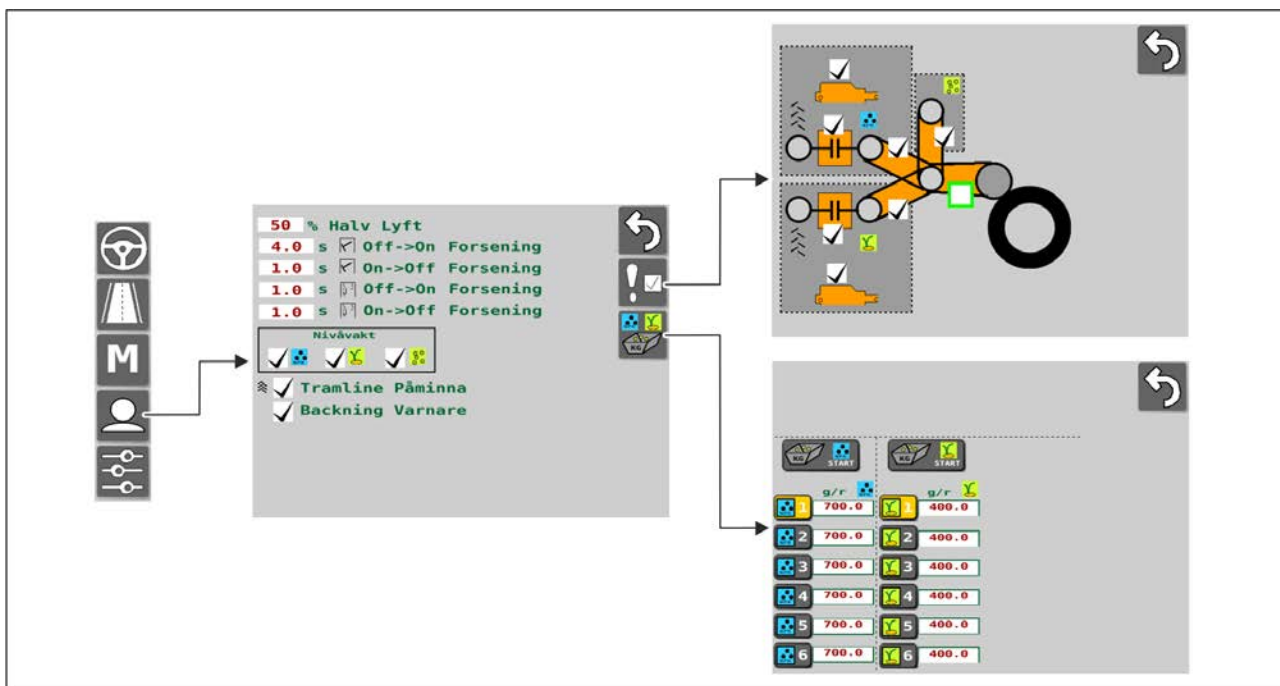 M
50 % Halv Lyft
4.0 s Off->On Forsening
1.0 s On->Off Forsening
1.0 s Off->On Forsening
1.0 s On->Off Forsening
Nivåvakt
Tramline Påminna
Backning Varnare
KG
KG START KG START
g/r g/r
1 700.0 1 400.0
2 700.0 2 400.0
3 700.0 3 400.0
4 700.0 4 400.0
5 700.0 5 400.0
6 700.0 6 400.0